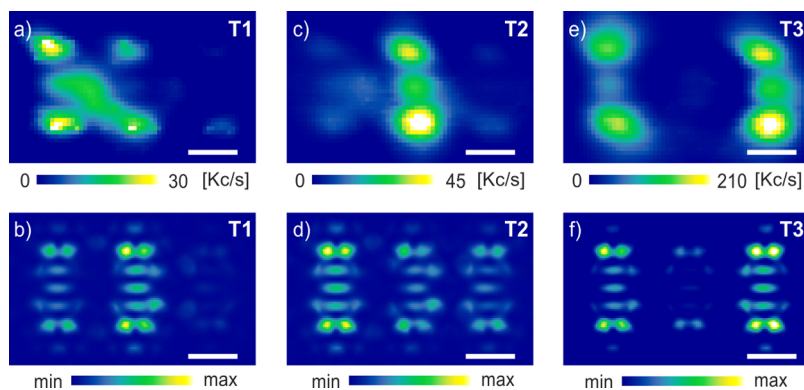 a) T1 c) T2 e) T3
0 30 [Kc/s] 0 45 [Kc/s] 0 210 [Kc/s]
b) T1 d) T2 f) T3
min max min max min max